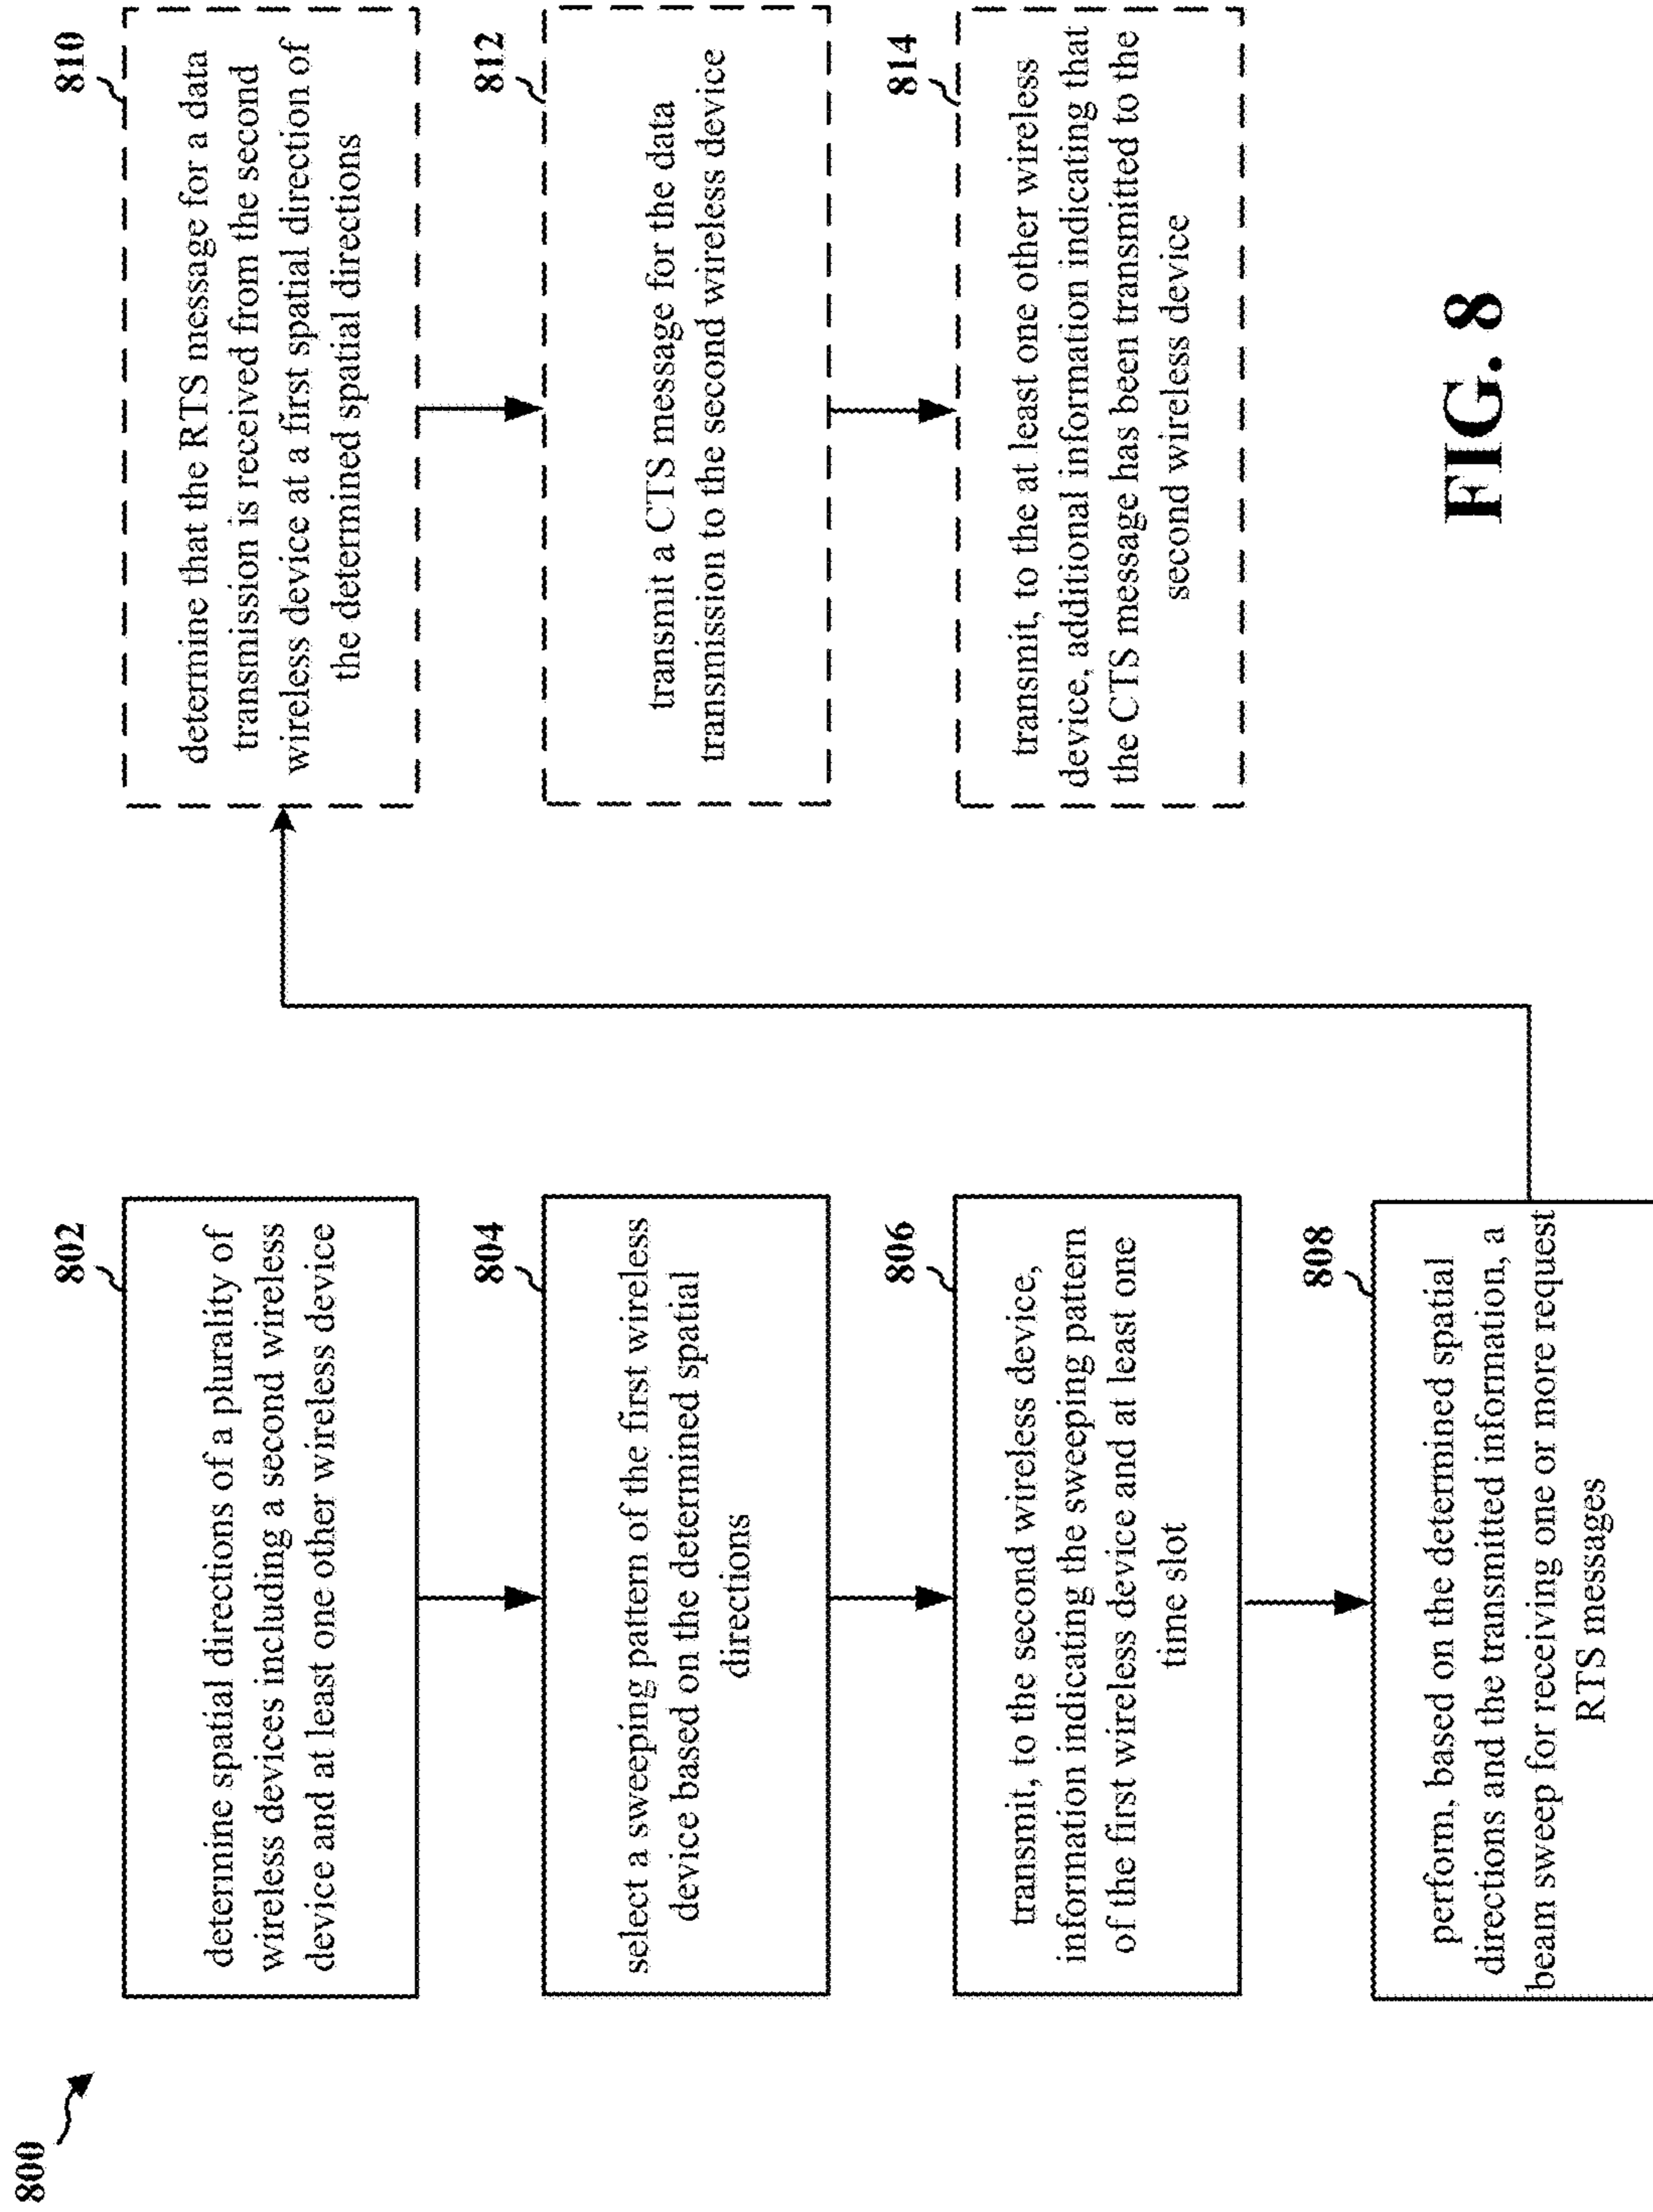 800
802
determine spatial directions of a plurality of
wireless devices including a second wireless
device and at least one other wireless device
804
select a sweeping pattern of the first wireless
device based on the determined spatial
directions
806
transmit, to the second wireless device,
information indicating the sweeping pattern
of the first wireless device and at least one
time slot
808
perform, based on the determined spatial
directions and the transmitted information, a
beam sweep for receiving one or more request
RTS messages
810
determine that the RTS message for a data
transmission is received from the second
wireless device at a first spatial direction of
the determined spatial directions
812
transmit a CTS message for the data
transmission to the second wireless device
814
transmit, to the at least one other wireless
device, additional information indicating that
the CTS message has been transmitted to the
second wireless device
FIG. 8